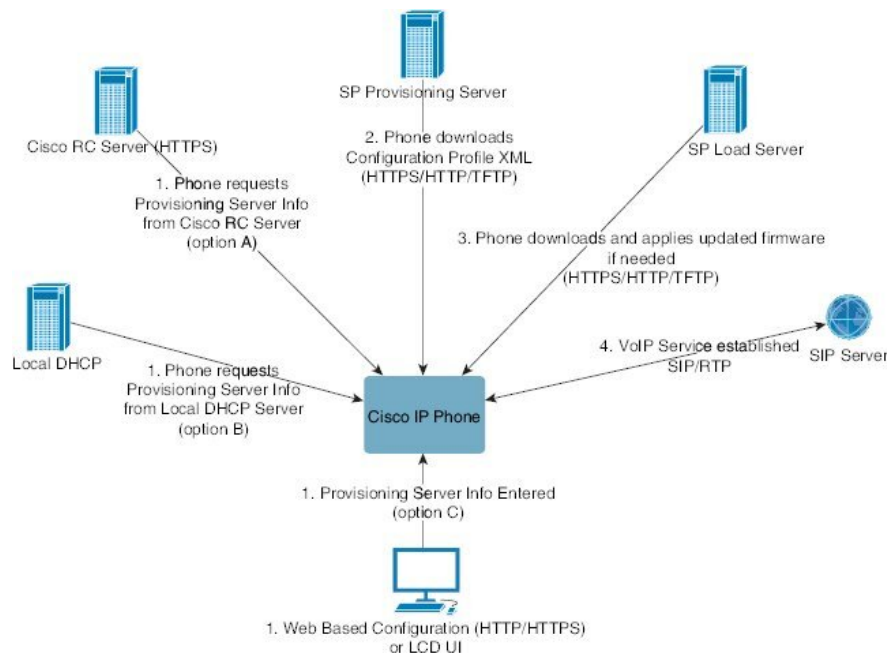 SP Provisioning Server
Cisco RC Server (HTTPS)
SP Load Server
2. Phone downloads
Configuration Profile XML
(HTTPS/HTTP/TFTP)
1. Phone requests
Provisioning Server Info
from Cisco RC Server
(option A)
3. Phone downloads and applies updated firmware
if needed
(HTTPS/HTTP/TFTP)
Local DHCP
1. Phone requests
Provisioning Server Info
from Local DHCP Server
(option B)
4. VoIP Service established
SIP/RTP
SIP Server
Cisco IP Phone
1. Provisioning Server Info Entered
(option C)
1. Web Based Configuration (HTTP/HTTPS)
or LCD UI